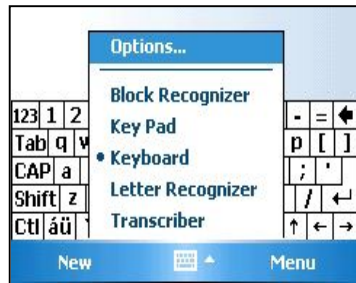 Options...
Block Recognizer
Key Pad
Keyboard
Letter Recognizer
Transcriber
123 1 2 - =
Tab q p [ ]
CAP a ; '
Shift z /
Ctl áü
New Menu